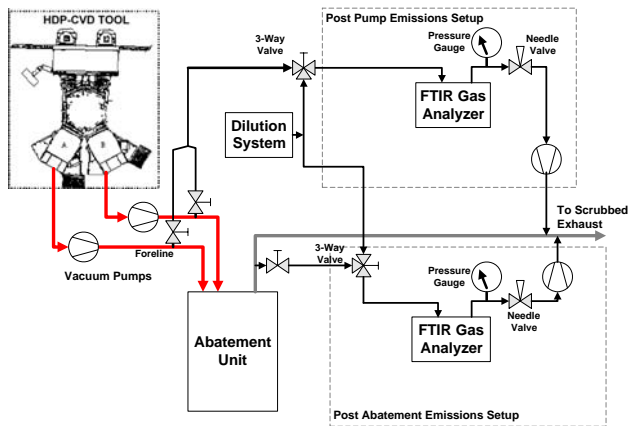 HDP-CVD TOOL
A
B
3-Way
Valve
Post Pump Emissions Setup
Pressure
Gauge
Needle
Valve
FTIR Gas
Analyzer
Dilution
System
To Scrubbed
Exhaust
Foreline
Vacuum Pumps
3-Way
Valve
Pressure
Gauge
Needle
Valve
FTIR Gas
Analyzer
Abatement
Unit
Post Abatement Emissions Setup